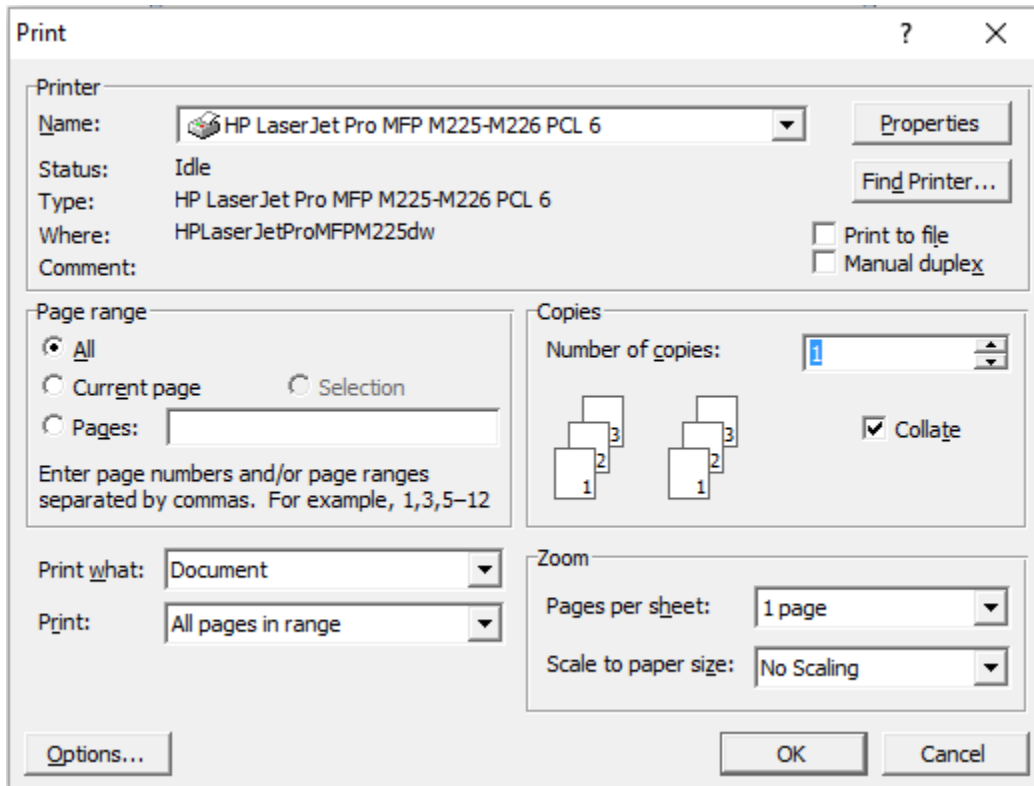 Print ?
Printer
Name: HP LaserJet Pro MFP M225-M226 PCL 6 Properties
Status: Idle
Find Printer...
Type: HP LaserJet Pro MFP M225-M226 PCL 6
Where: HPLaserJetProMFPM225dw
Print to file
Comment:
Manual duplex
Page range
All
Current page Selection
Pages:
Enter page numbers and/or page ranges
separated by commas. For example, 1,3,5–12
Copies
Number of copies: 1
3 3
2 2
1 1
Collate
Print what: Document
Print: All pages in range
Zoom
Pages per sheet: 1 page
Scale to paper size: No Scaling
Options... OK Cancel